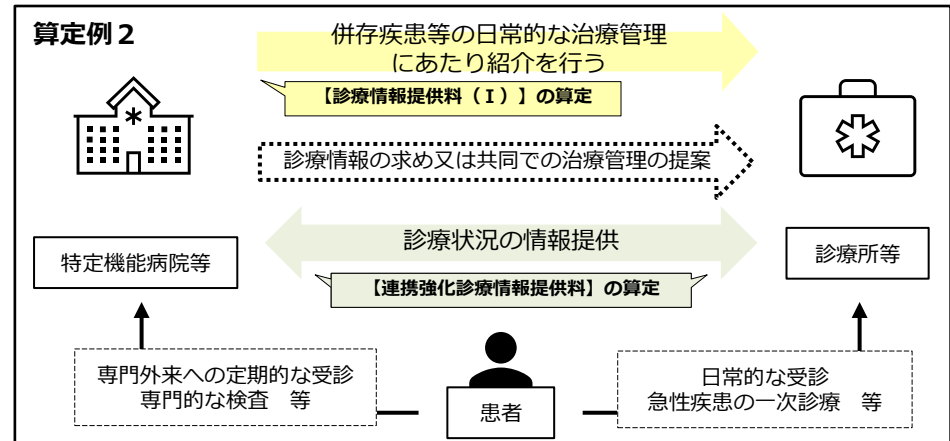 算定例２
併存疾患等の日常的な治療管理
にあたり紹介を行う
【診療情報提供料（Ⅰ）】の算定
診療情報の求め又は共同での治療管理の提案
診療状況の情報提供
特定機能病院等
診療所等
【連携強化診療情報提供料】の算定
専門外来への定期的な受診
専門的な検査　等
患者
日常的な受診
急性疾患の一次診療　等